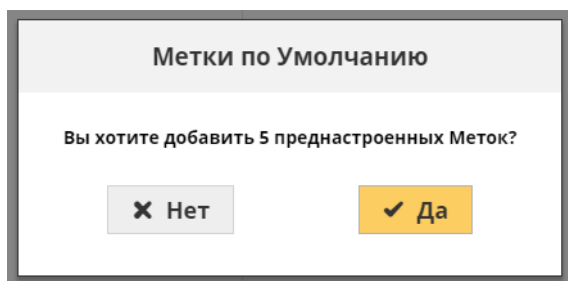 Метки по Умолчанию
Вы хотите добавить 5 преднастроенных Меток?
Нет
Да